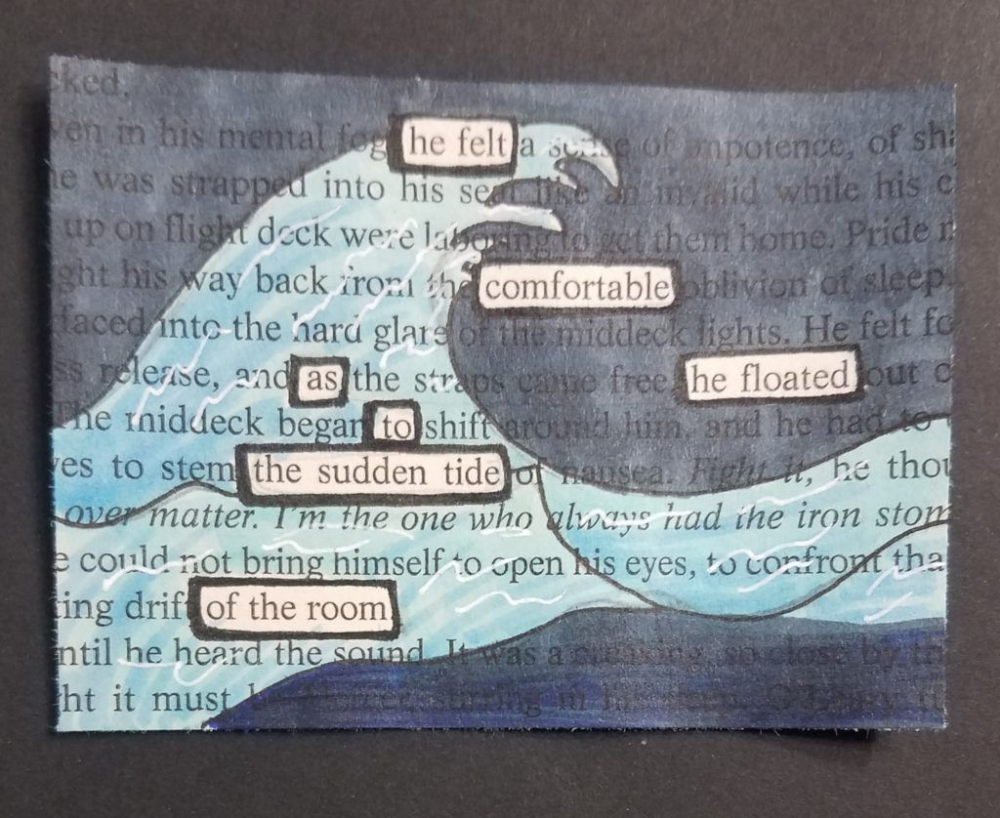 cked.
en in his mental fog he felt a sense of impotence, of sha
he was strapped into his seat like an invalid while his c
up on flight deck were laboring to get them home. Pride
ght his way back from the comfortable oblivion of sleep.
faced into the hard glare of the middeck lights. He felt fo
ss release, and as the straps came free, he floated out
The middeck began to shift around him, and he had to
yes to stem the sudden tide of nausea. Fight it, he thou
over matter. I'm the one who always had the iron stom
e could not bring himself to open his eyes, to confront tha
ting drift of the room
ntil he heard the sound. It was a creaking, so close by
ht it must stirring in his